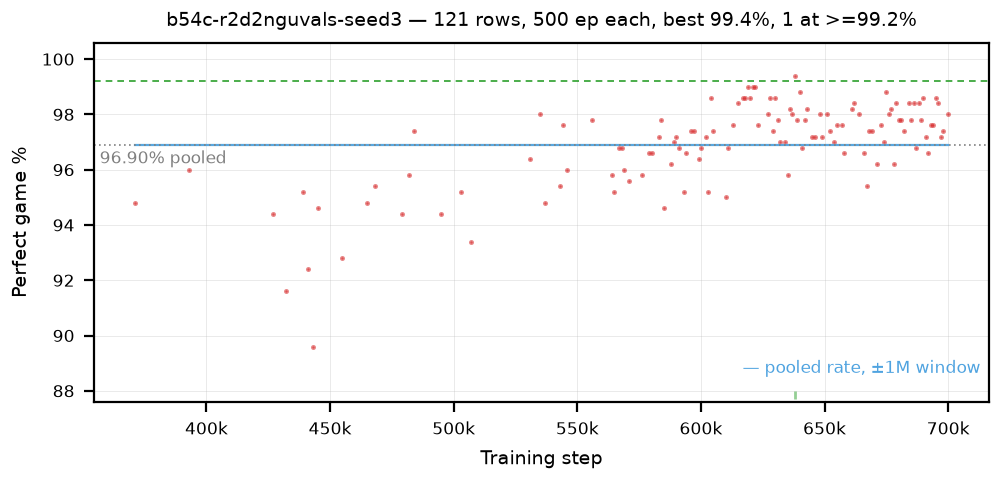 b54c-r2d2nguvals-seed3 — 121 rows, 500 ep each, best 99.4%, 1 at >=99.2%
100
98
96
94
92
90
88
Perfect game %
96.90% pooled
— pooled rate, ±1M window
400k
450k
500k
550k
600k
650k
700k
Training step